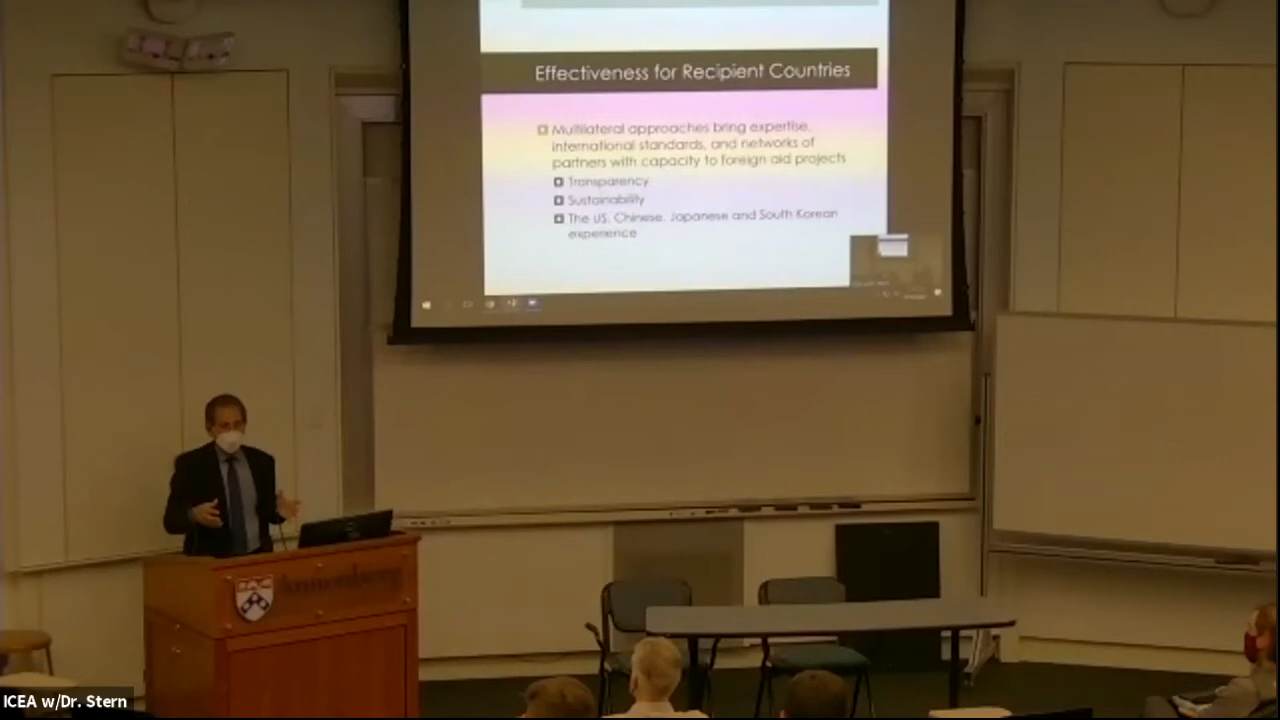 Effectiveness for Recipient Countries
Multilateral approaches bring expertise,
international standards, and networks of
partners with capacity to foreign aid projects
Transparency
Sustainability
The US, Chinese, Japanese and South Korean
experience
Annenberg
ICEA w/Dr. Stern